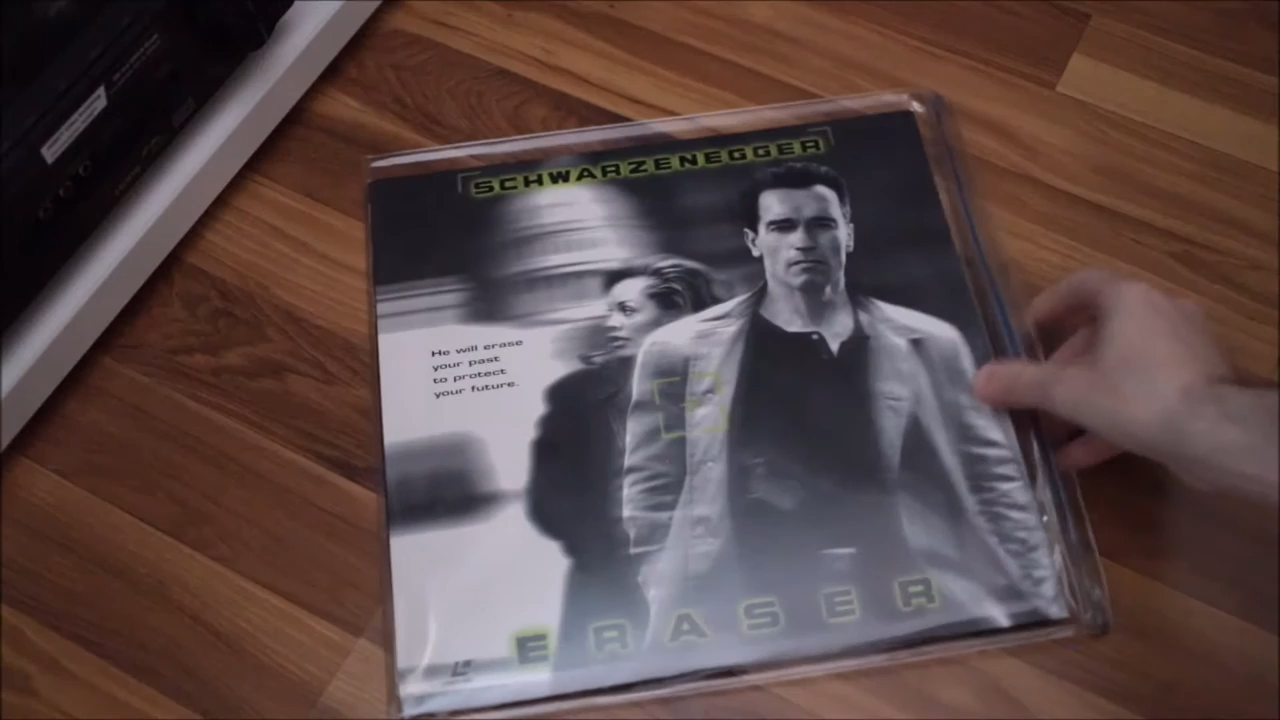 SCHWARZENEGGER
He will erase
your past
to protect
your future.
ERASER